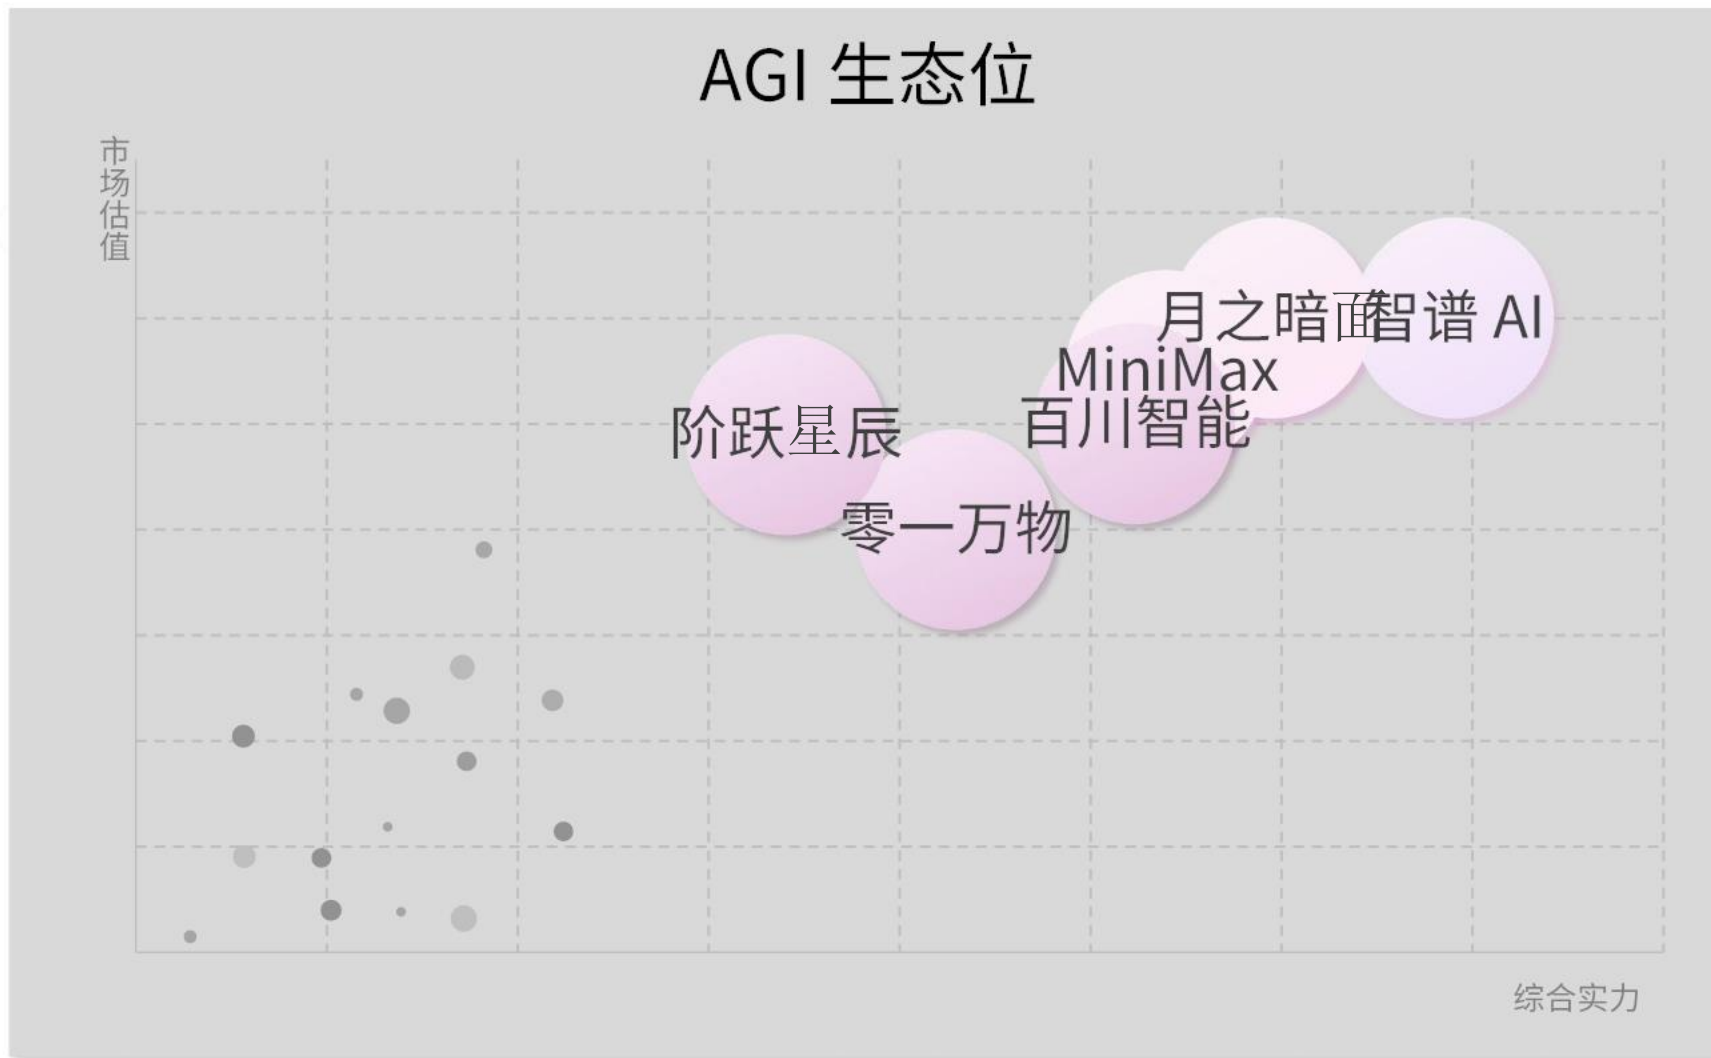 AGI 生态位
市场估值
月之暗面
智谱 AI
MiniMax
百川智能
阶跃星辰
零一万物
综合实力